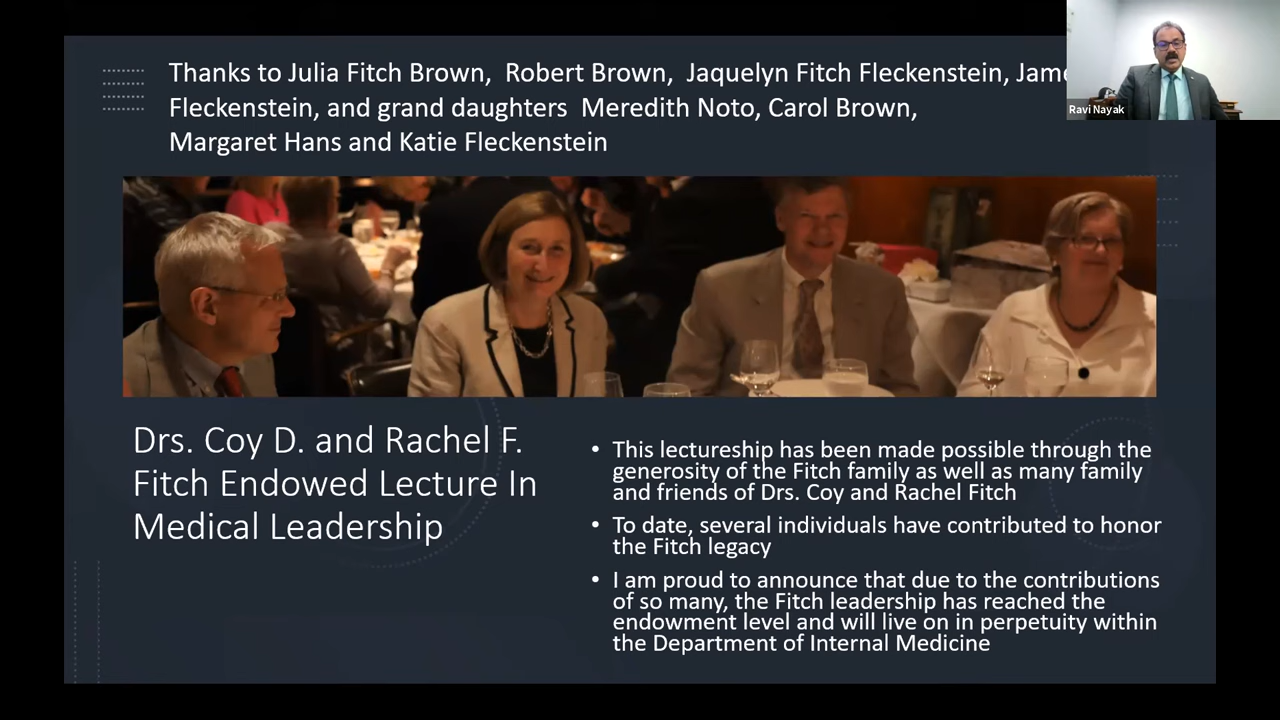 Thanks to Julia Fitch Brown, Robert Brown, Jaquelyn Fitch Fleckenstein,
Fleckenstein, and grand daughters Meredith Noto, Carol Brown,
Margaret Hans and Katie Fleckenstein
Ravi Nayak
Drs. Coy D. and Rachel F.
Fitch Endowed Lecture In
Medical Leadership
• This lectureship has been made possible through the
generosity of the Fitch family as well as many family
and friends of Drs. Coy and Rachel Fitch
• To date, several individuals have contributed to honor
the Fitch legacy
• I am proud to announce that due to the contributions
of so many, the Fitch leadership has reached the
endowment level and will live on in perpetuity within
the Department of Internal Medicine